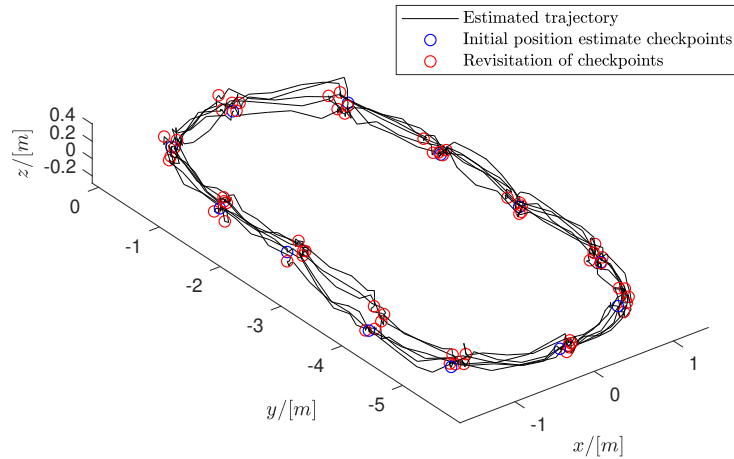 Estimated trajectory
Initial position estimate checkpoints
Revisitation of checkpoints
0.4
0.2
0
-0.2
z/[m]
0
-1
-2
-3
-4
-5
y/[m]
-1
0
1
x/[m]